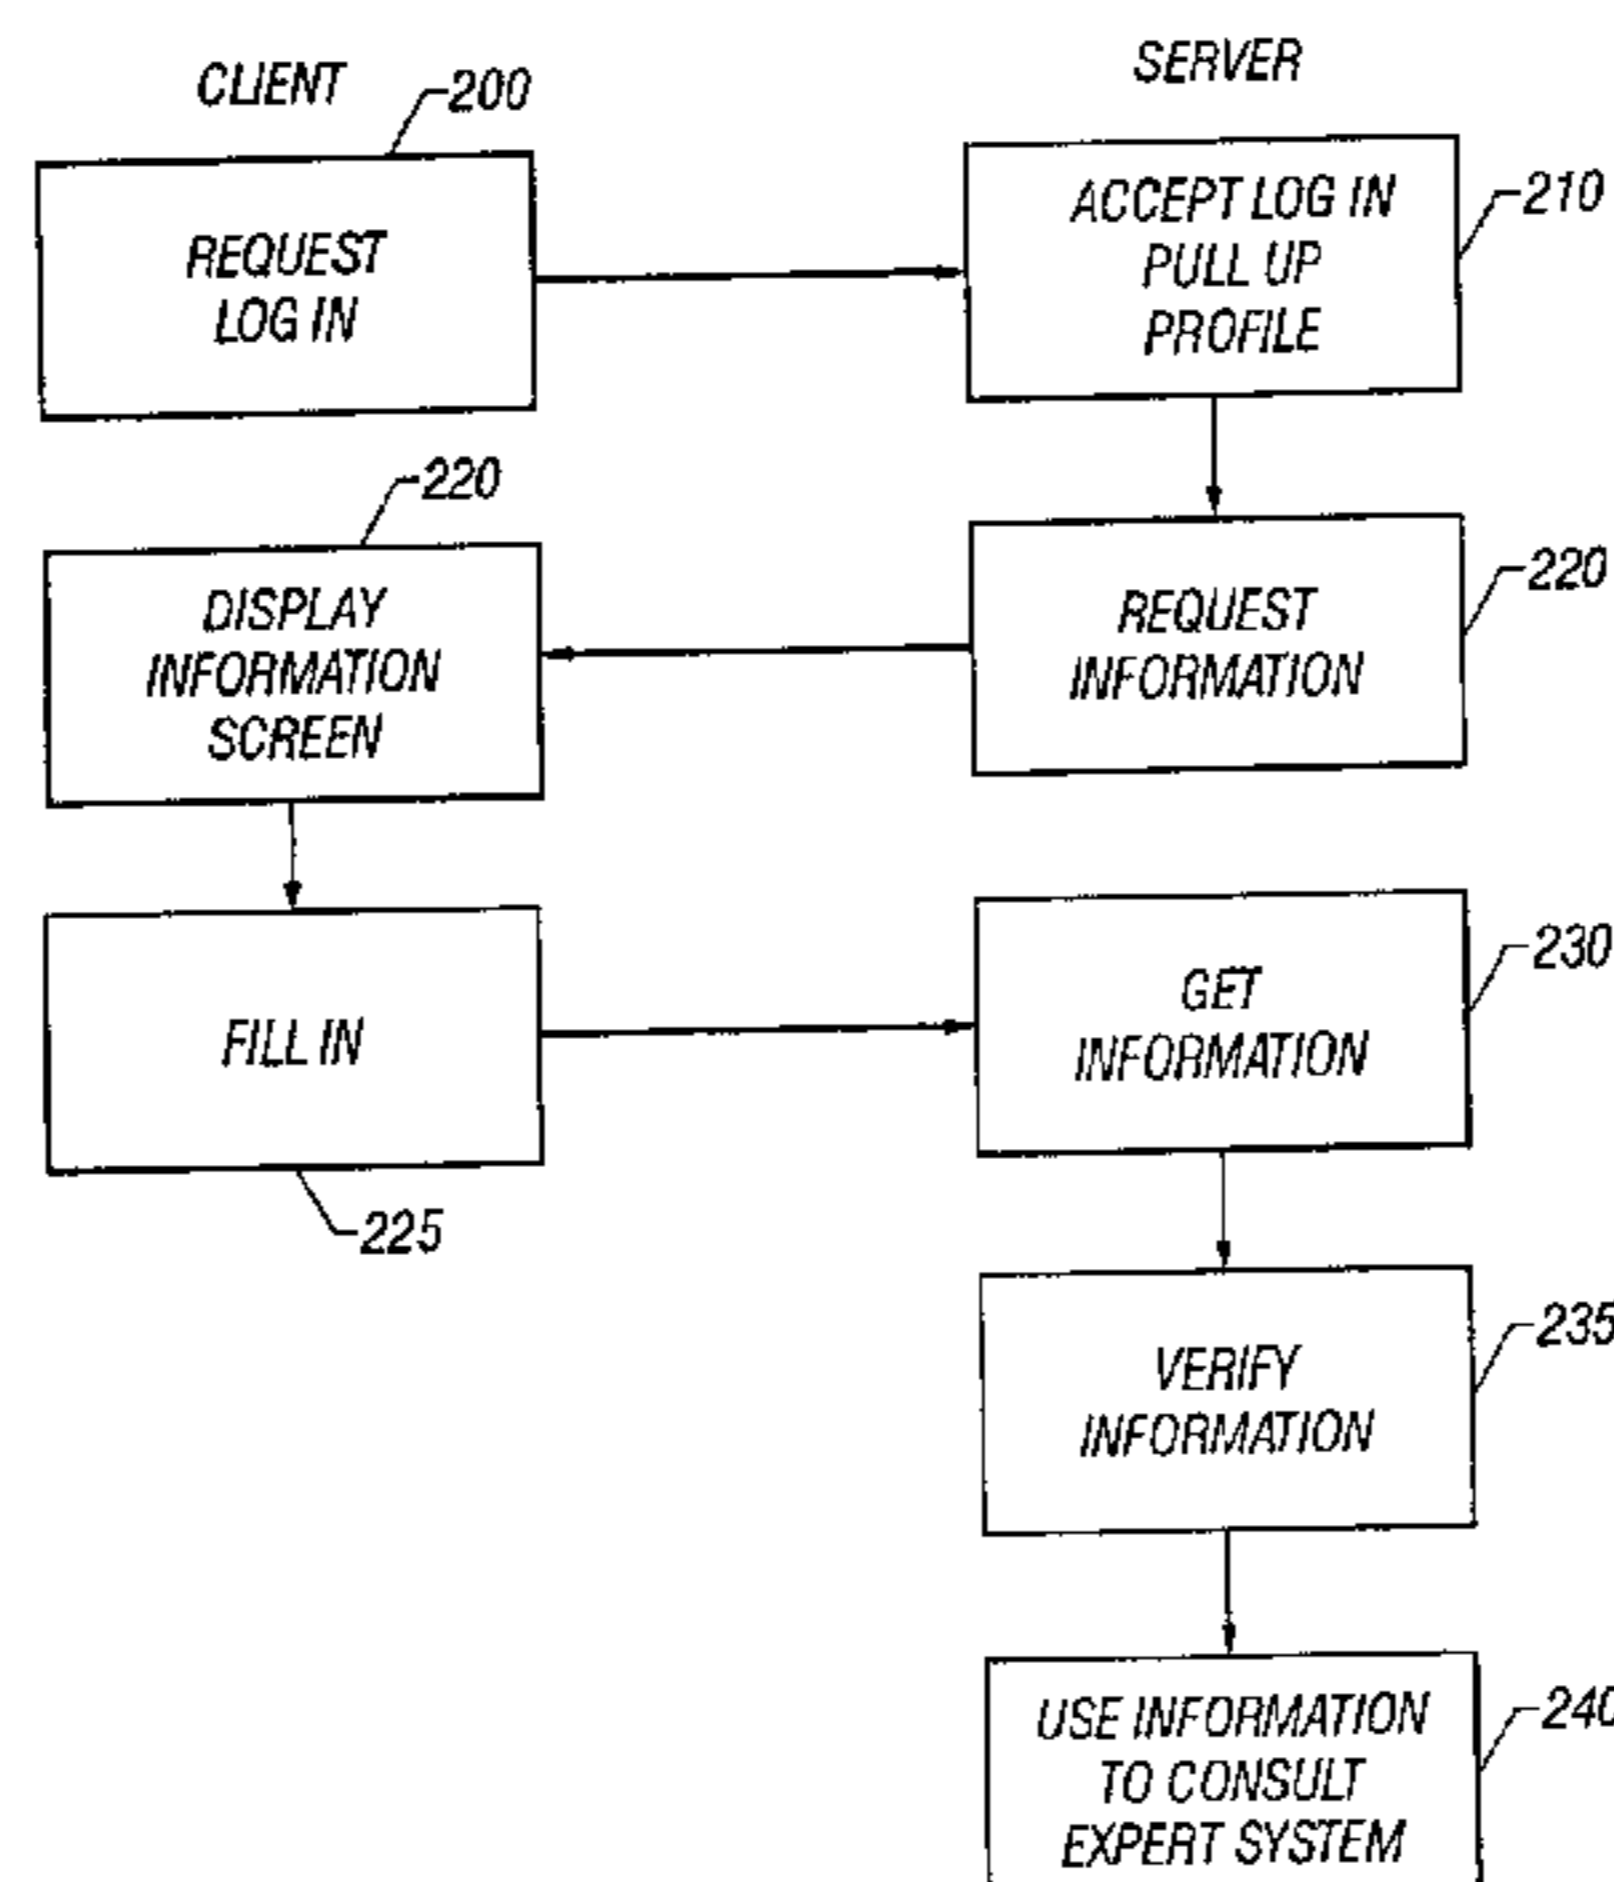 CLIENT
200
SERVER
REQUEST
LOG IN
ACCEPT LOG IN
PULL UP
PROFILE
210
220
DISPLAY
INFORMATION
SCREEN
REQUEST
INFORMATION
220
FILL IN
225
GET
INFORMATION
230
VERIFY
INFORMATION
235
USE INFORMATION
TO CONSULT
EXPERT SYSTEM
240